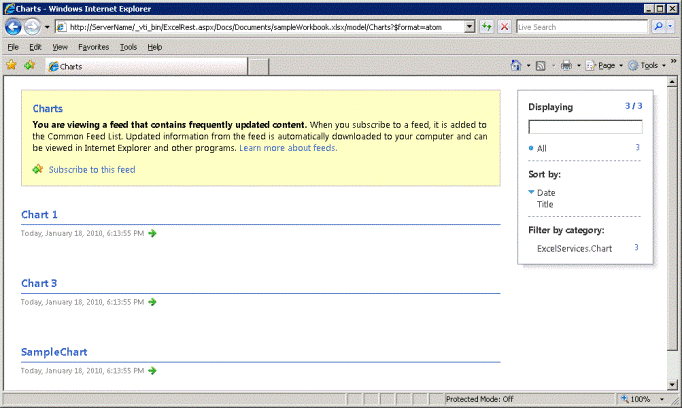 Charts - Windows Internet Explorer
http://ServerName/_vti_bin/ExcelRest.aspx/Docs/Documents/sampleWorkbook.xlsx/model/Charts?$format=atom
Live Search
File Edit View Favorites Tools Help
Charts
Page Tools
Charts
You are viewing a feed that contains frequently updated content. When you subscribe to a feed, it is added to
the Common Feed List. Updated information from the feed is automatically downloaded to your computer and can
be viewed in Internet Explorer and other programs. Learn more about feeds.
Subscribe to this feed
Displaying 3 / 3
All 3
Sort by:
Date
Title
Filter by category:
ExcelServices.Chart 3
Chart 1
Today, January 18, 2010, 6:13:55 PM
Chart 3
Today, January 18, 2010, 6:13:55 PM
SampleChart
Today, January 18, 2010, 6:13:55 PM
Protected Mode: Off
100%